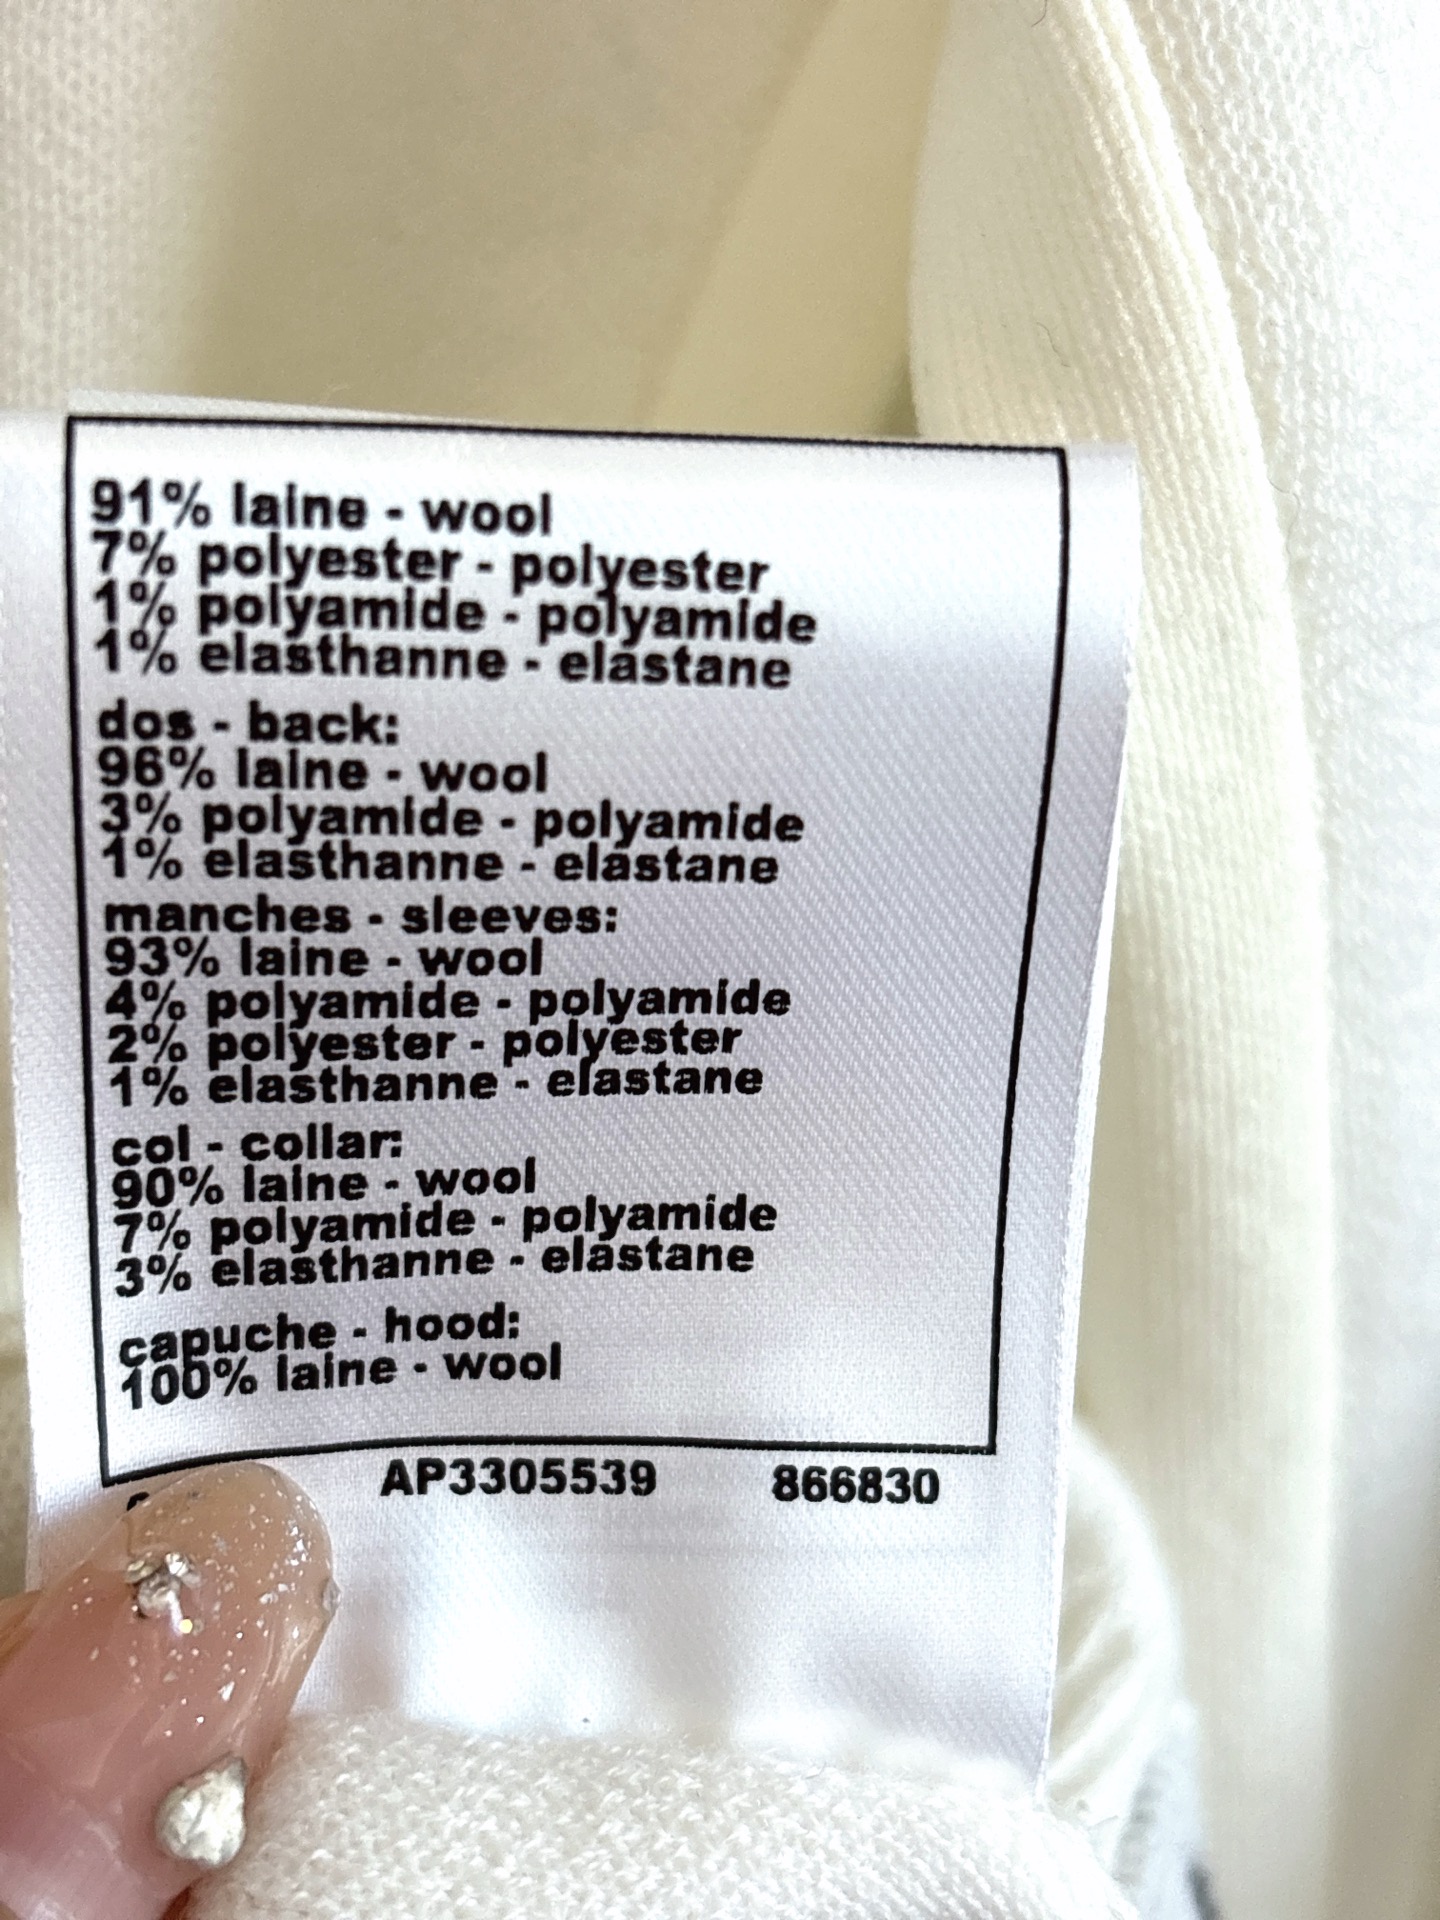 91% laine - wool
7% polyester - polyester
1% polyamide - polyamide
1% elasthanne - elastane
dos - back:
96% laine - wool
3% polyamide - polyamide
1% elasthanne - elastane
manches - sleeves:
93% laine - wool
4% polyamide - polyamide
2% polyester - polyester
1% elasthanne - elastane
col - collar:
90% laine - wool
7% polyamide - polyamide
3% elasthanne - elastane
capuche - hood:
100% laine - wool
AP3305539 866830